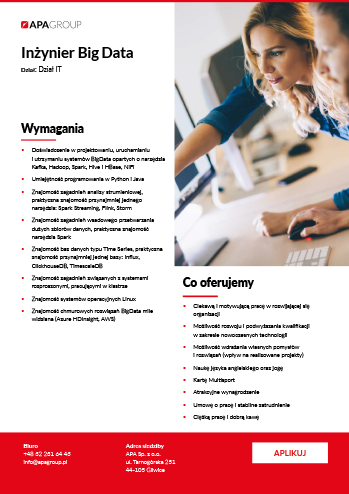 APAGROUP
Inżynier Big Data
Dział: Dział IT
Wymagania
• Doświadczenie w projektowaniu, uruchamianiu
i utrzymaniu systemów BigData opartych o narzędzia
Kafka, Hadoop, Spark, Hive i HBase, NiFi
• Umiejętność programowania w Python i Java
• Znajomość zagadnień analizy strumieniowej,
praktyczna znajomość przynajmniej jednego
narzędzia: Spark Streaming, Flink, Storm
• Znajomość zagadnień wsadowego przetwarzania
dużych zbiorów danych, praktyczna znajomość
narzędzia Spark
• Znajomość baz danych typu Time Series, praktyczna
znajomość przynajmniej jednej bazy: Influx,
ClickhouseDB, TimescaleDB
• Znajomość zagadnień związanych z systemami
rozproszonymi, pracującymi w klastrze
• Znajomość systemów operacyjnych Linux
• Znajomość chmurowych rozwiązań BigData mile
widziana (Azure HDInsight, AWS)
Co oferujemy
• Ciekawą i motywującą pracę w rozwijającej się
organizacji
• Możliwość rozwoju i podwyższania kwalifikacji
w zakresie nowoczesnych technologii
• Możliwość wdrażania własnych pomysłów
i rozwiązań (wpływ na realizowane projekty)
• Naukę języka angielskiego oraz jogę
• Kartę Multisport
• Atrakcyjne wynagrodzenie
• Umowę o pracę i stabilne zatrudnienie
• Ciężką pracę i dobrą kawę
Biuro
+48 32 231 64 43
info@apagroup.pl
Adres siedziby
APA Sp. z o.o.
ul. Tarnogórska 251
44-105 Gliwice
APLIKUJ